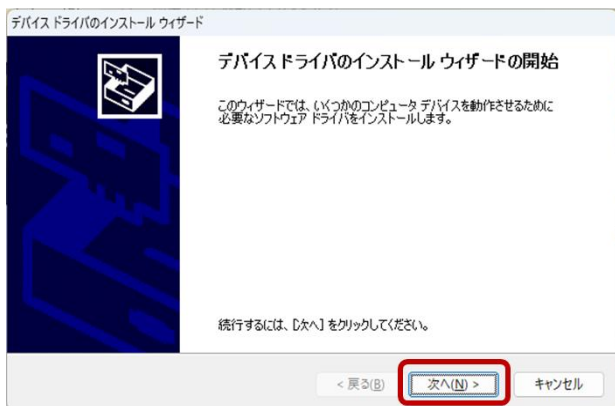 デバイス ドライバのインストール ウィザード
デバイス ドライバのインストール ウィザードの開始
このウィザードでは、いくつかのコンピュータ デバイスを動作させるために
必要なソフトウェア ドライバをインストールします。
続行するには、[次へ] をクリックしてください。
< 戻る(B)
次へ(N) >
キャンセル